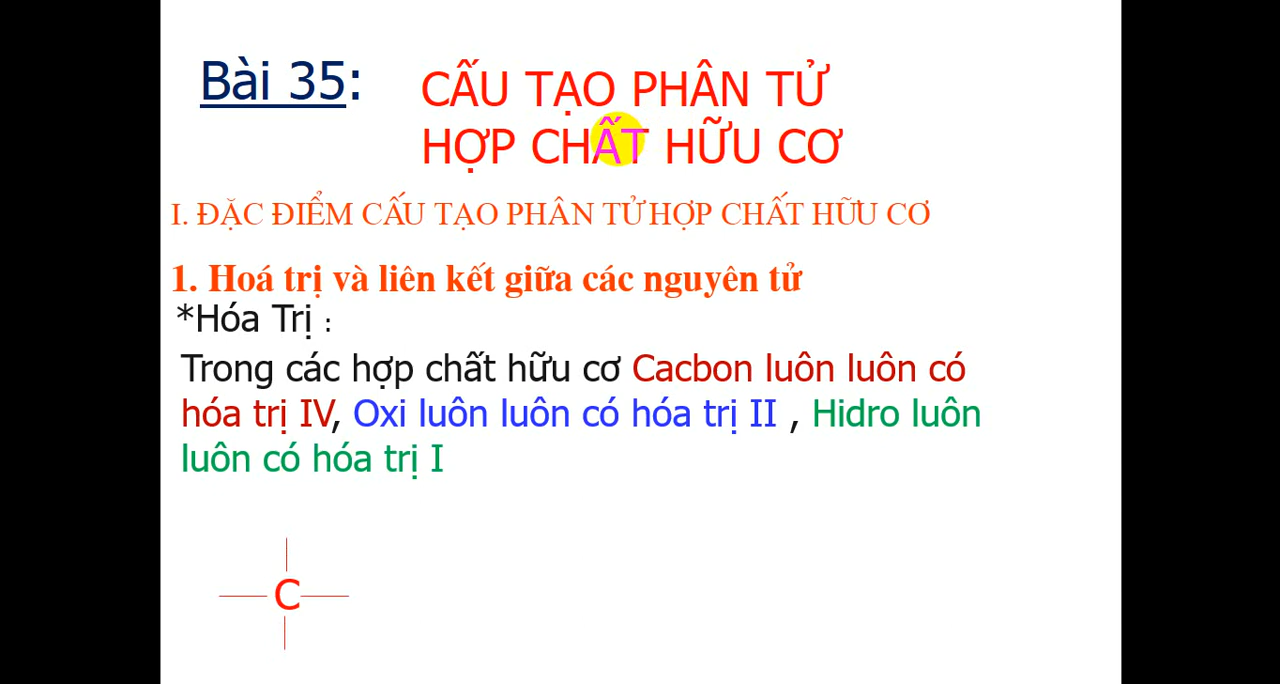 Bài 35:
CẤU TẠO PHÂN TỬ
HỢP CHẤT HỮU CƠ
I. ĐẶC ĐIỂM CẤU TẠO PHÂN TỬ HỢP CHẤT HỮU CƠ
1. Hoá trị và liên kết giữa các nguyên tử
*Hóa Trị :
Trong các hợp chất hữu cơ Cacbon luôn luôn có
hóa trị IV, Oxi luôn luôn có hóa trị II , Hidro luôn
luôn có hóa trị I
C